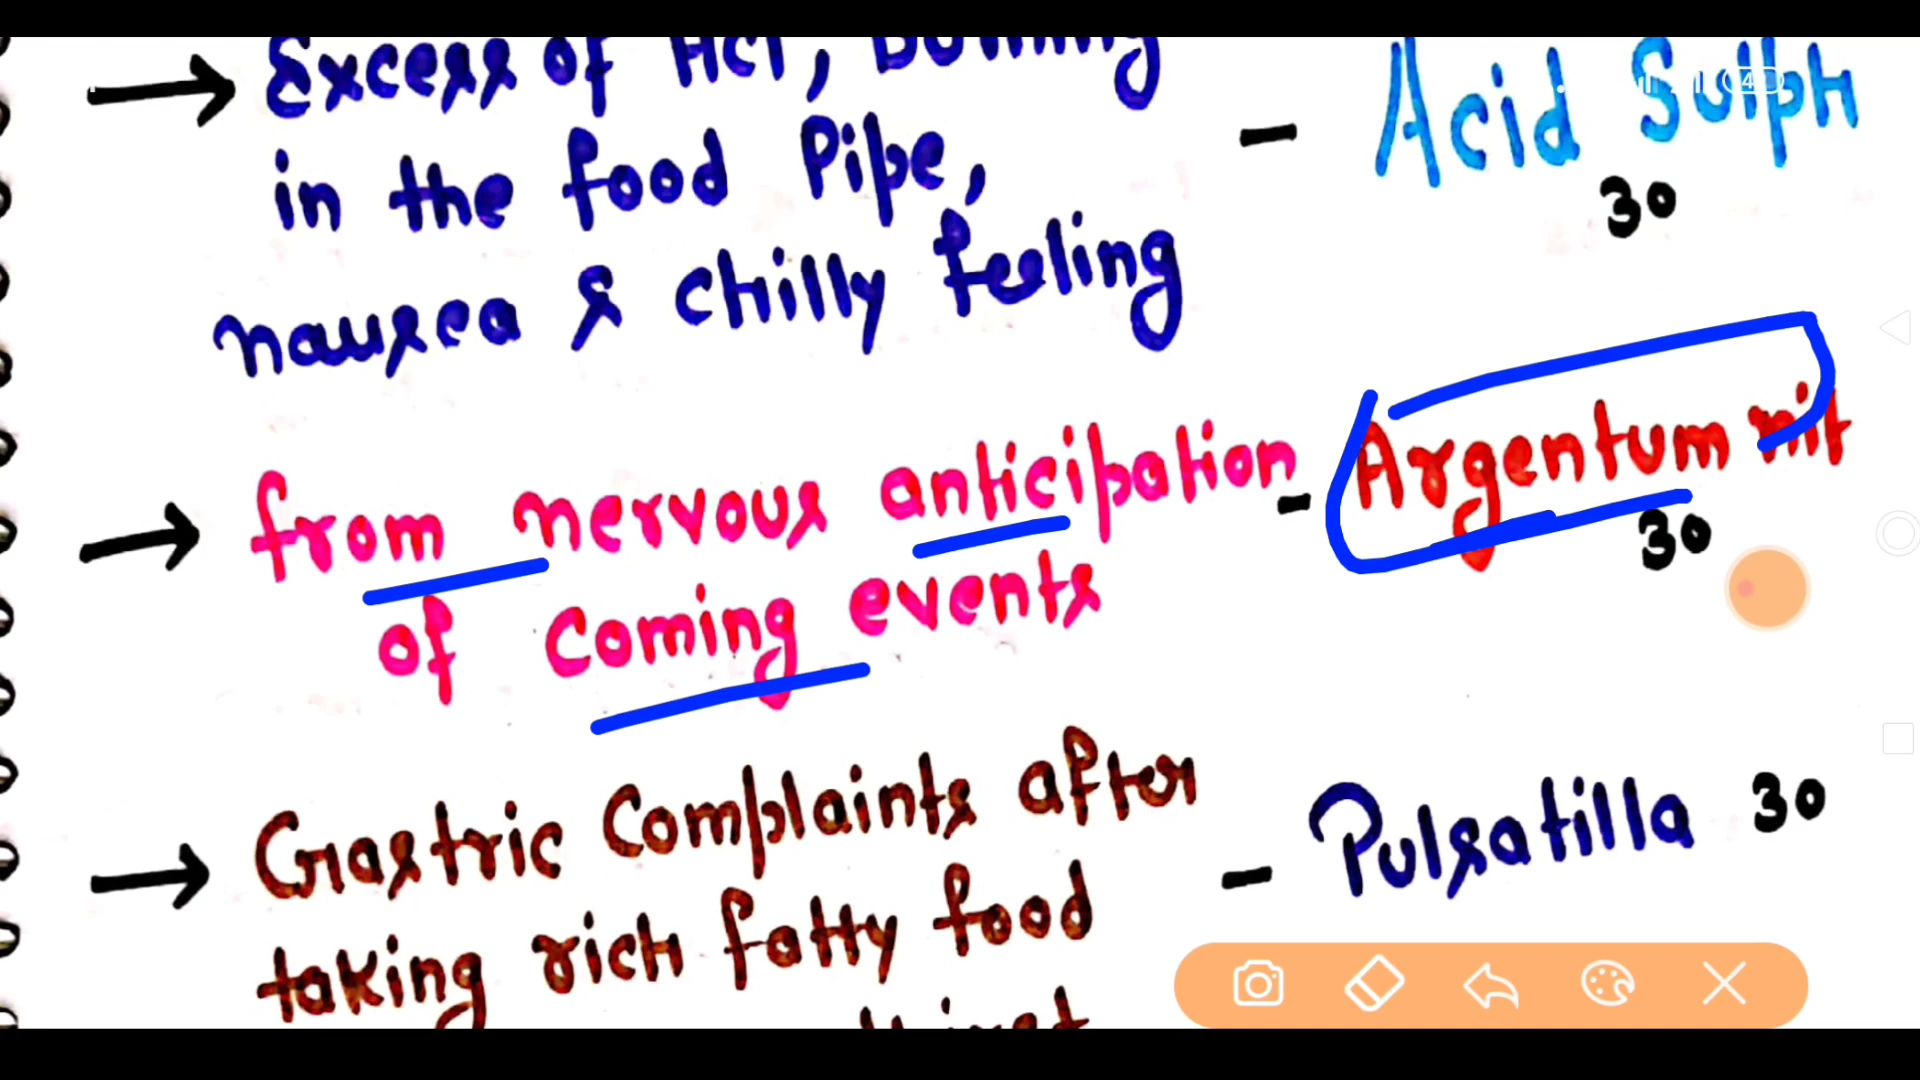 Excess of HCl, Burning
in the food Pipe,
nausea & chilly feeling
- Acid Sulph
30
from nervous anticipation
of coming events
- Argentum nit
30
Gastric Complaints after
taking rich fatty food
- Pulsatilla 30